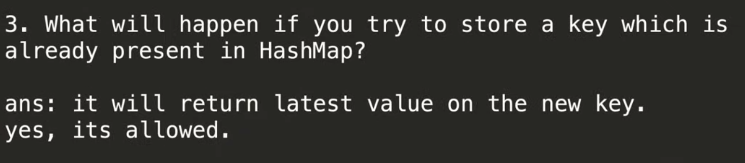 3. What will happen if you try to store a key which is
already present in HashMap?
ans: it will return latest value on the new key.
yes, its allowed.